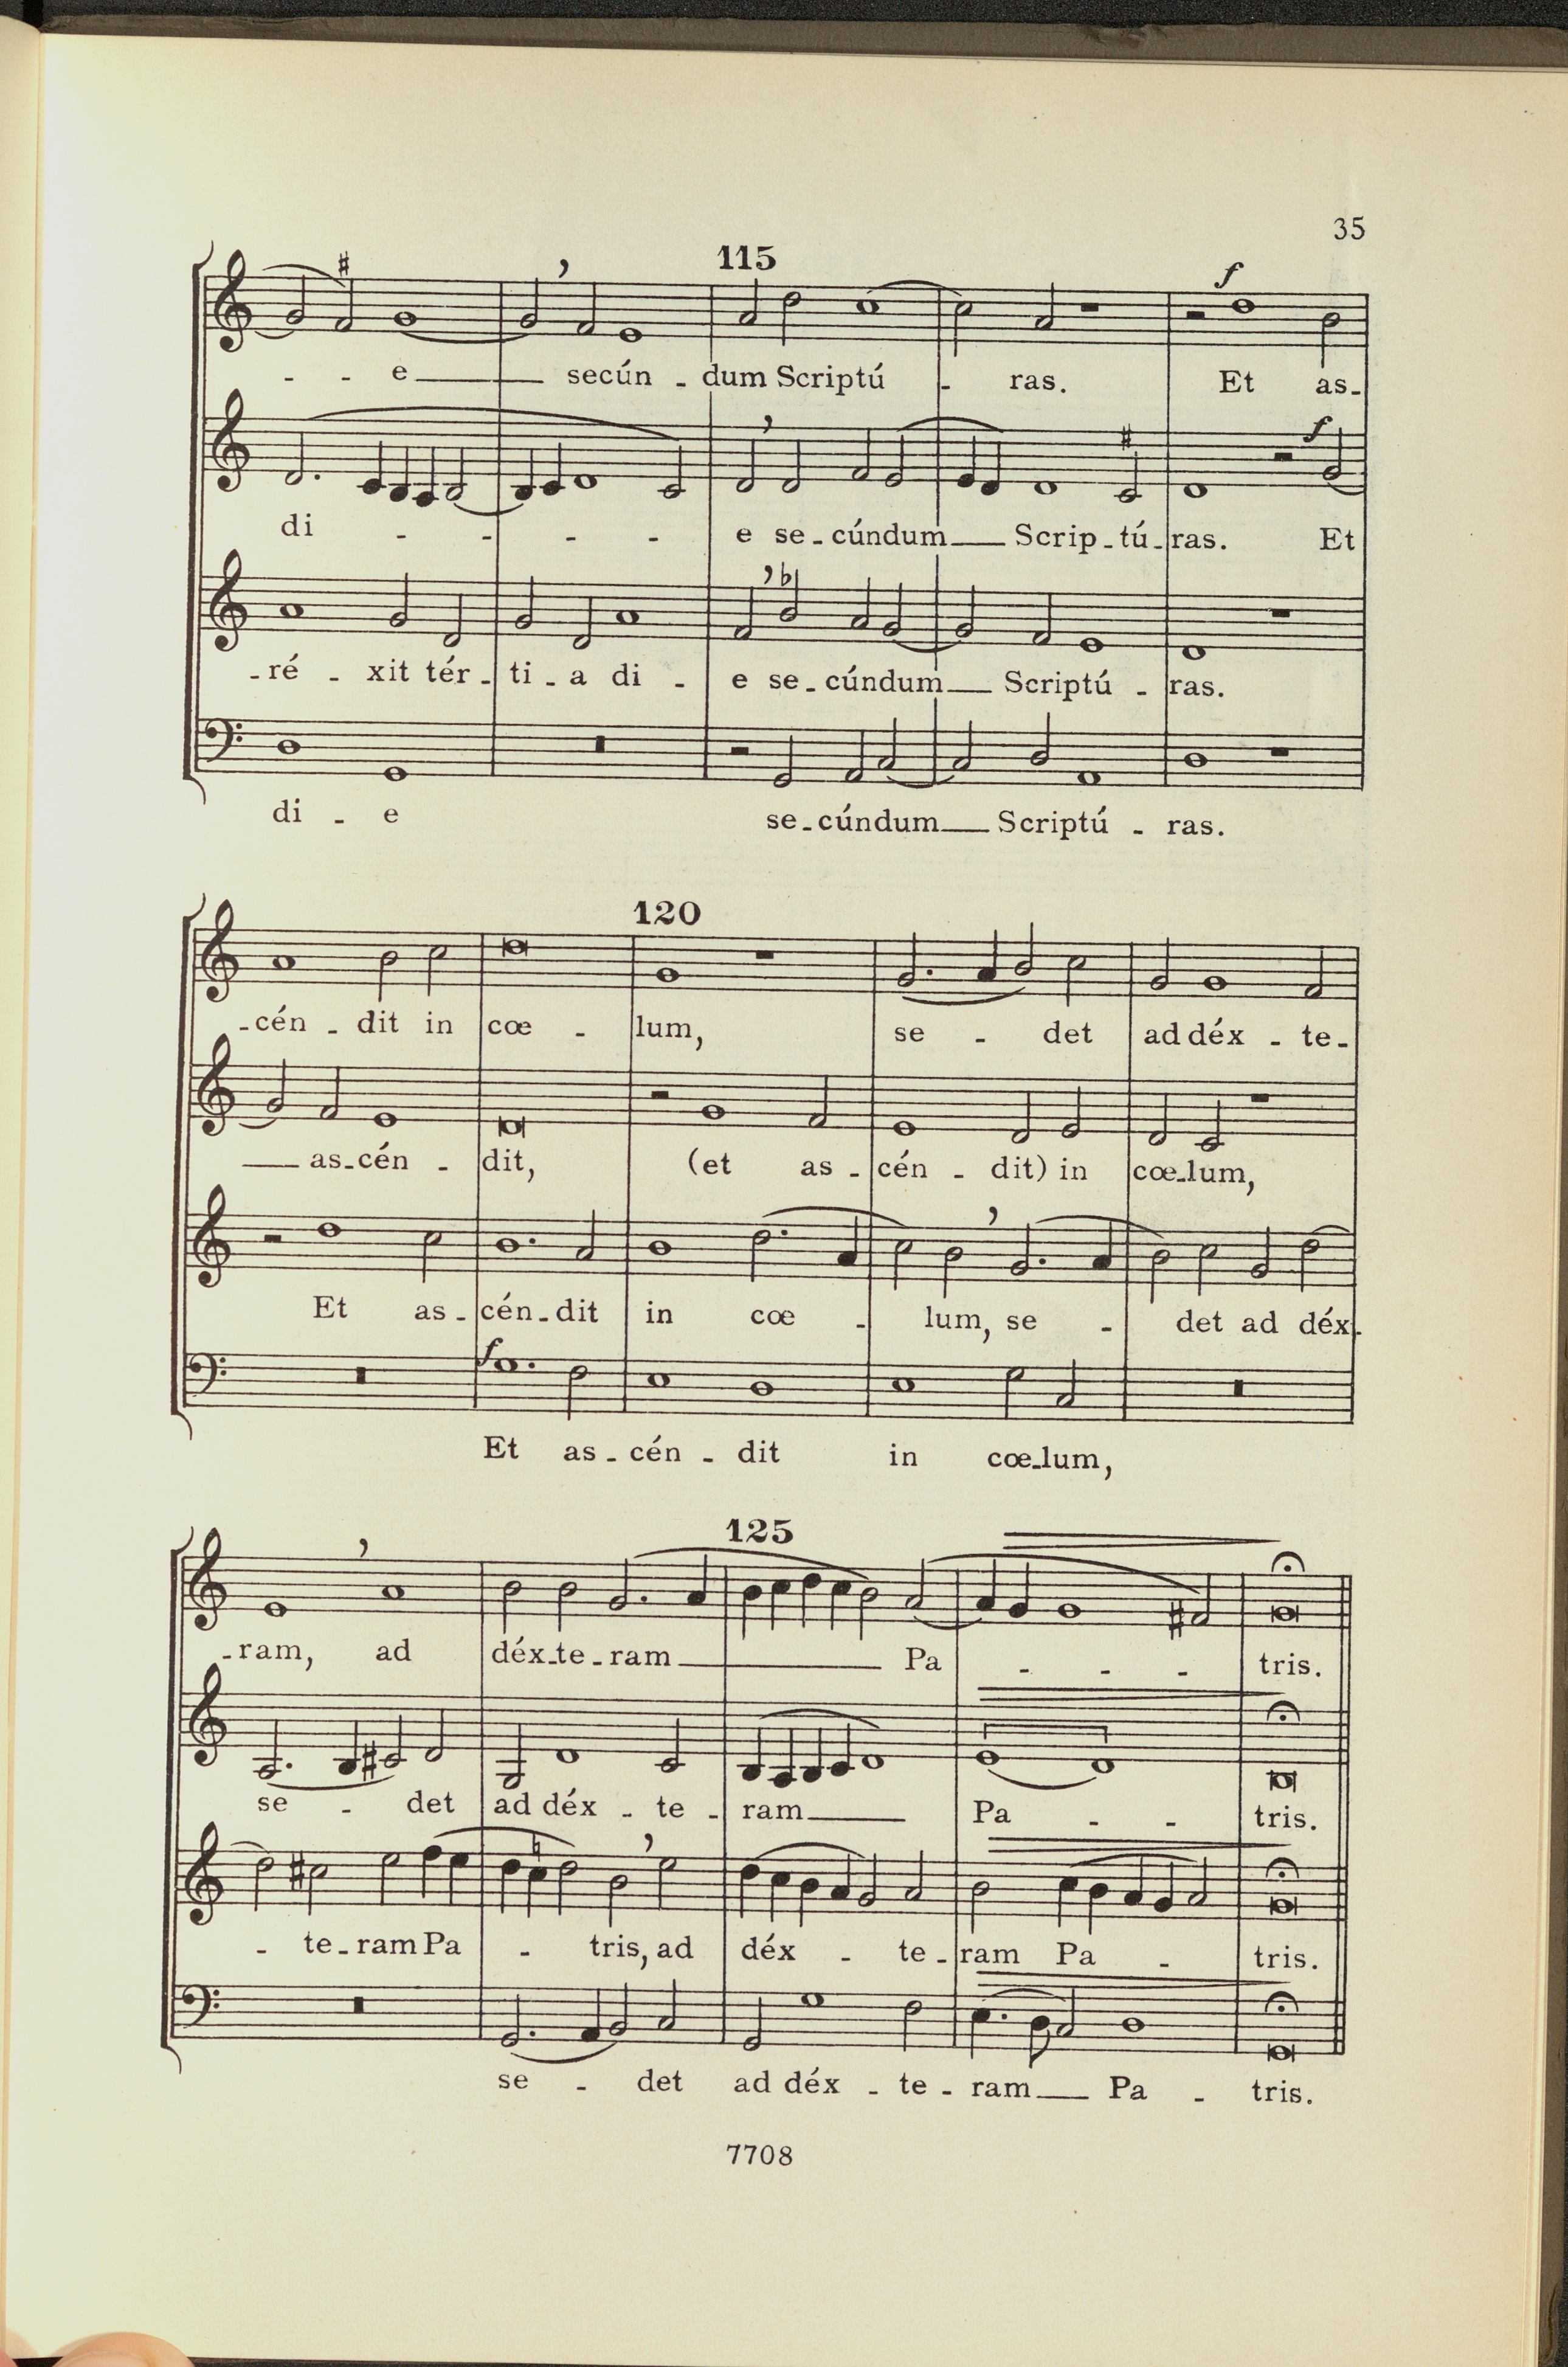 35
115
- - e secún - dum Scriptú - ras. Et as-
di - - - - e se-cúndum Scrip-tú-ras. Et
-ré - xit tér-ti-a di - e se-cúndum Scriptú - ras.
di - e se-cúndum Scriptú - ras.
120
-cén - dit in cœ - lum, se - det ad déx - te-
as-cén - dit, (et as - cén - dit) in cœ-lum,
Et as-cén-dit in cœ - lum, se - det ad déx-
Et as-cén - dit in cœ-lum,
125
-ram, ad déx-te-ram Pa - - - tris.
se - det ad déx - te - ram Pa - - tris.
- te-ram Pa - tris, ad déx - te-ram Pa - tris.
se - det ad déx - te - ram Pa - tris.
7708